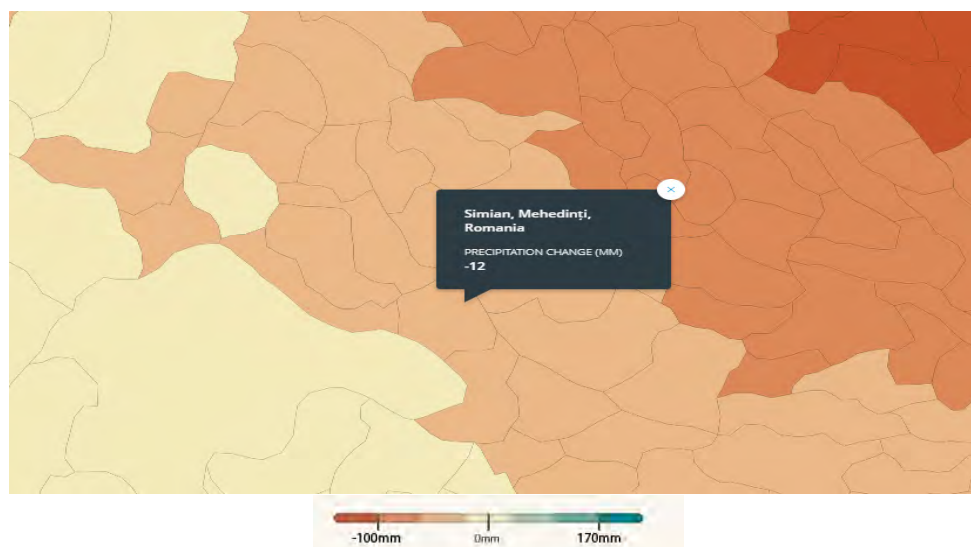 Simian, Mehedinți,
Romania
PRECIPITATION CHANGE (MM)
-12
-100mm 0mm 170mm